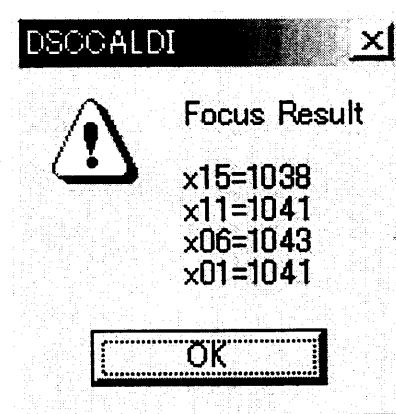 DSCCALDI
Focus Result
x15=1038
x11=1041
x06=1043
x01=1041
OK